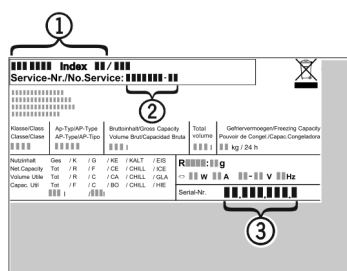 1
Index /
Service-Nr./No.Service: -
2
Klasse/Class Ap-Typ/AP-Type Bruttoinhalt/Gross Capacity Total Gefriervermoegen/Freezing Capacity
Classe/Clase AP-Type/AP-Tipo Volume Brut/Capacidad Bruta volume Pouvoir de Congel./Capac.Congeladora
l l kg / 24 h
Nutzinhalt Ges / K / G / KE / KALT / EIS
Net.Capacity Tot / R / F / CE / CHILL / ICE
Volume Utile Tot / R / C / CA / CHILL / GLA
Capac. Util Tot / F / C / BO / CHILL / HIE
l / l
R : g
W A - V Hz
Serial-Nr. . . .
3